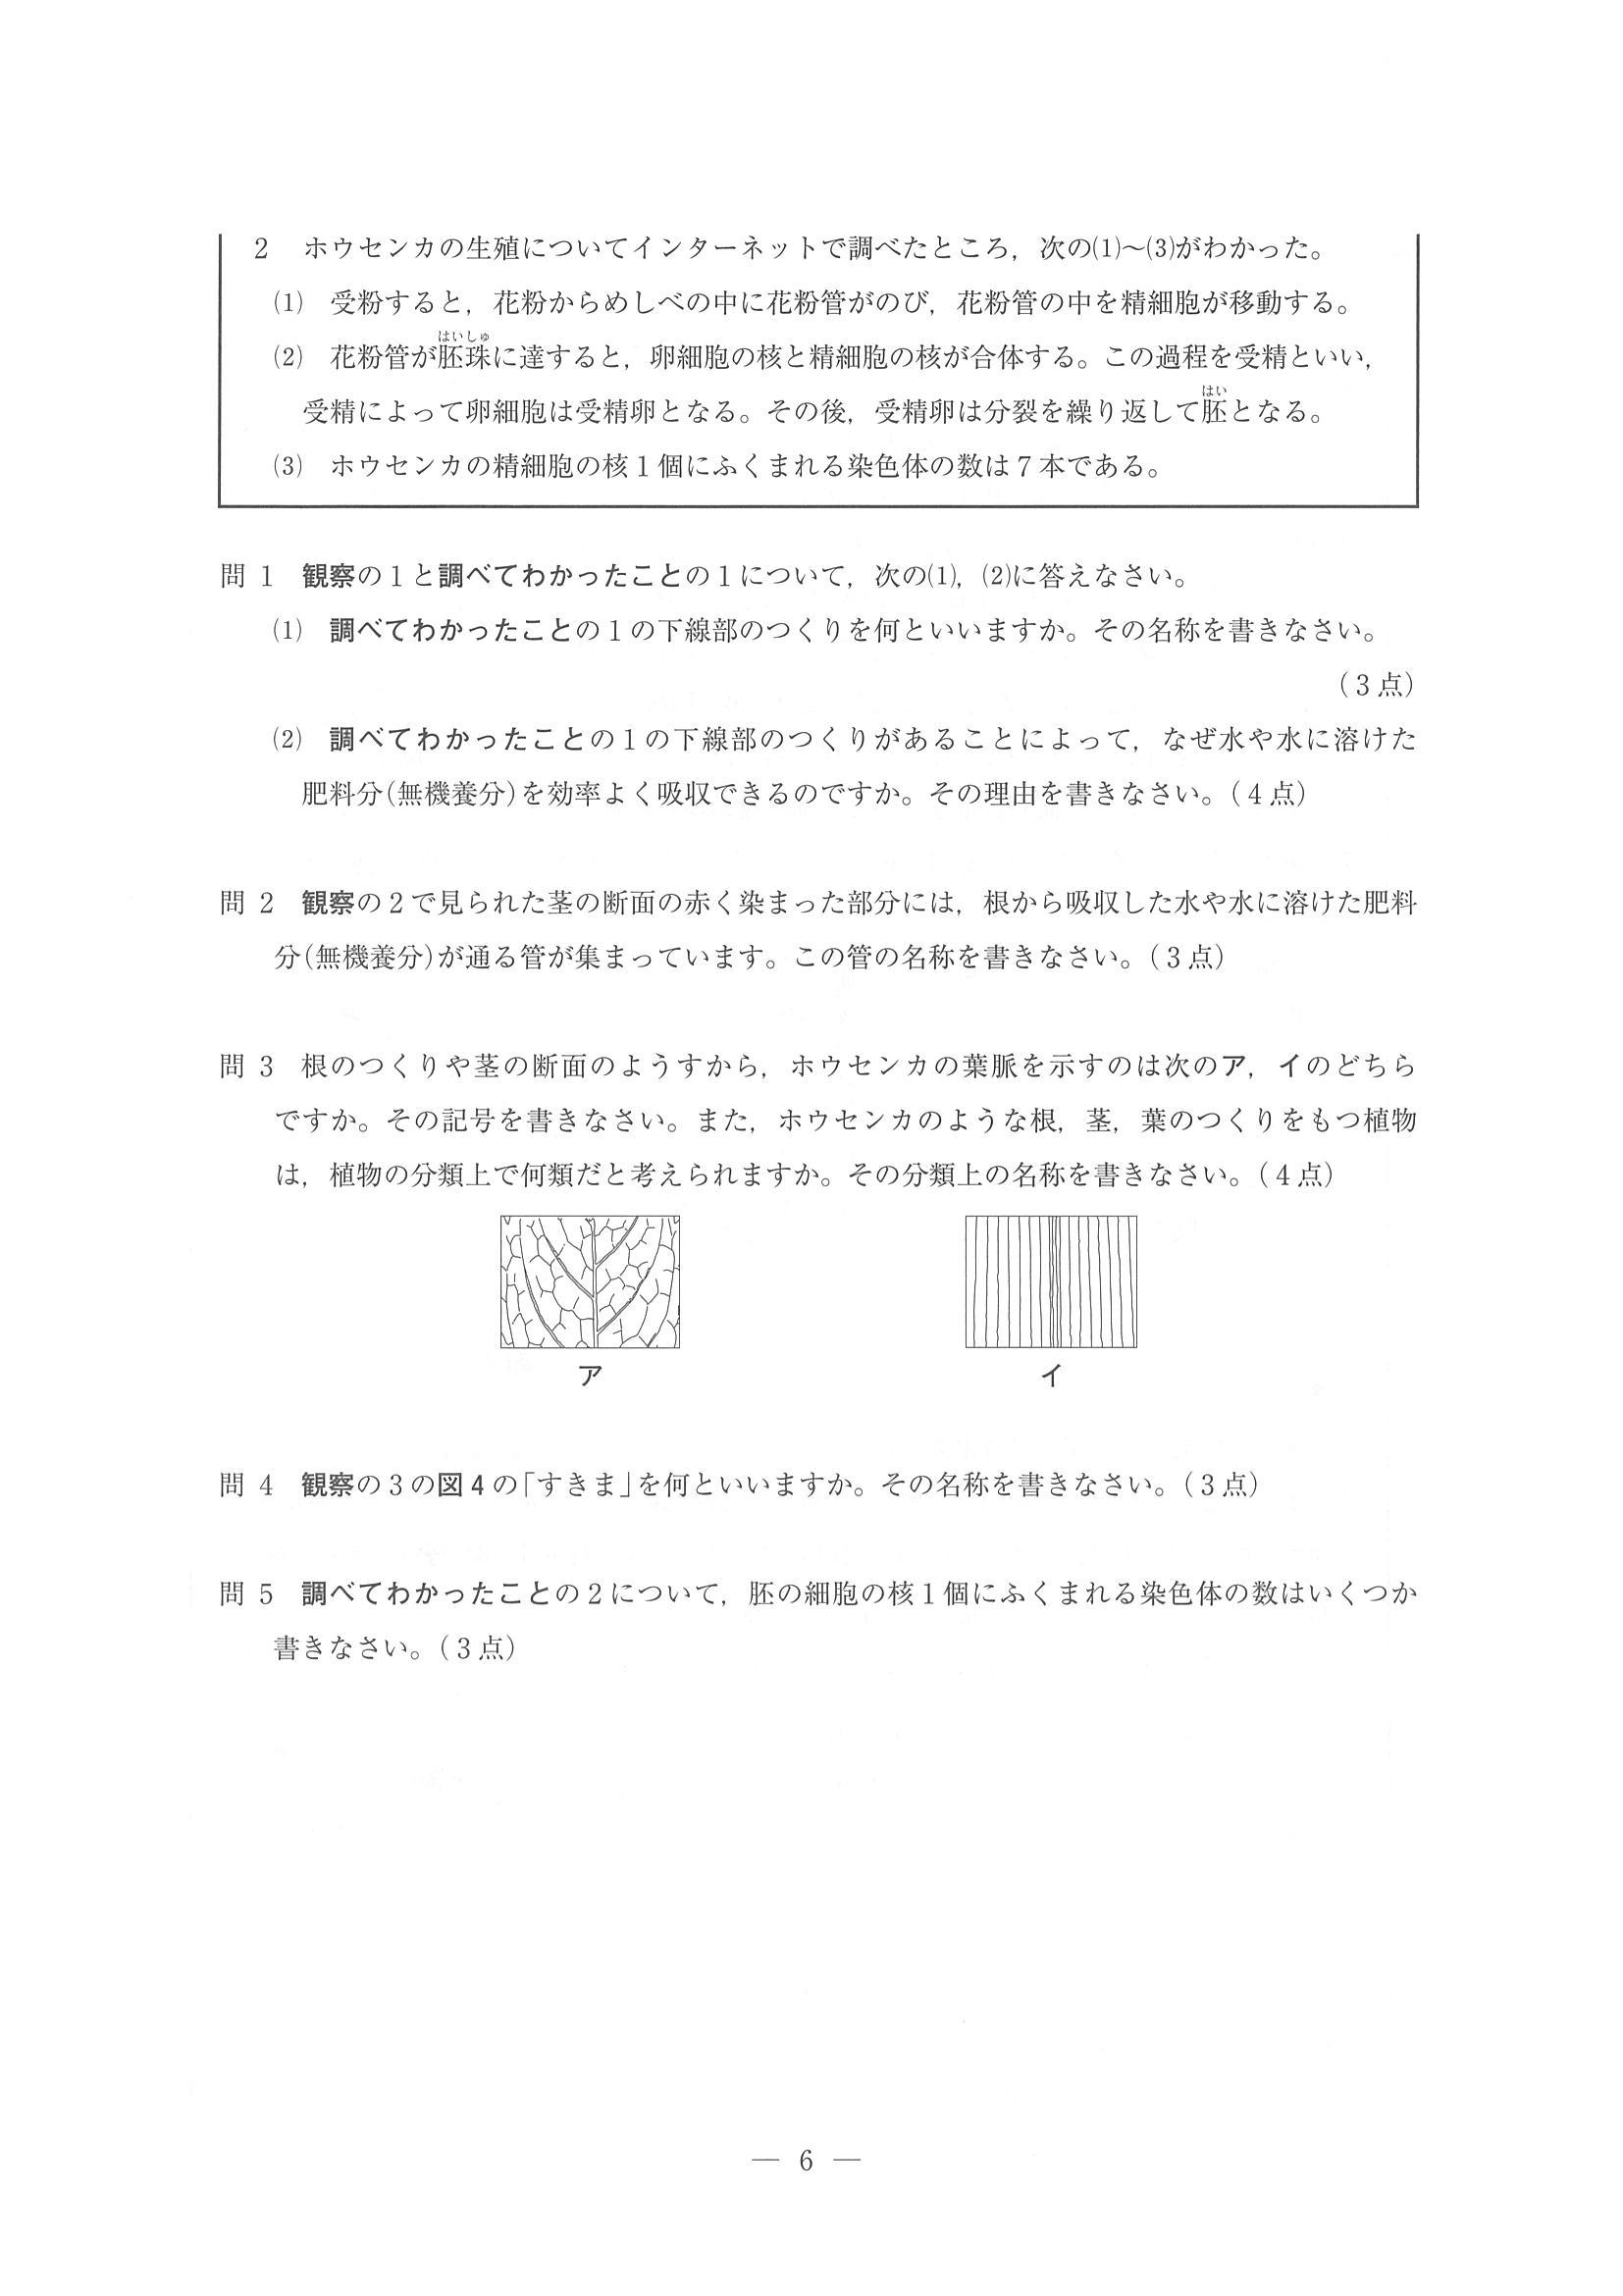 2 ホウセンカの生殖についてインターネットで調べたところ，次の⑴～⑶がわかった。
⑴ 受粉すると，花粉からめしべの中に花粉管がのび，花粉管の中を精細胞が移動する。
はいしゅ
⑵ 花粉管が胚珠に達すると，卵細胞の核と精細胞の核が合体する。この過程を受精といい，
はい
受精によって卵細胞は受精卵となる。その後，受精卵は分裂を繰り返して胚となる。
⑶ ホウセンカの精細胞の核1個にふくまれる染色体の数は7本である。
問1 観察の1と調べてわかったことの1について，次の⑴，⑵に答えなさい。
⑴ 調べてわかったことの1の下線部のつくりを何といいますか。その名称を書きなさい。
（3点）
⑵ 調べてわかったことの1の下線部のつくりがあることによって，なぜ水や水に溶けた
肥料分(無機養分)を効率よく吸収できるのですか。その理由を書きなさい。（4点）
問2 観察の2で見られた茎の断面の赤く染まった部分には，根から吸収した水や水に溶けた肥料
分(無機養分)が通る管が集まっています。この管の名称を書きなさい。（3点）
問3 根のつくりや茎の断面のようすから，ホウセンカの葉脈を示すのは次のア，イのどちら
ですか。その記号を書きなさい。また，ホウセンカのような根，茎，葉のつくりをもつ植物
は，植物の分類上で何類だと考えられますか。その分類上の名称を書きなさい。（4点）
ア イ
問4 観察の3の図4の「すきま」を何といいますか。その名称を書きなさい。（3点）
問5 調べてわかったことの2について，胚の細胞の核1個にふくまれる染色体の数はいくつか
書きなさい。（3点）
— 6 —